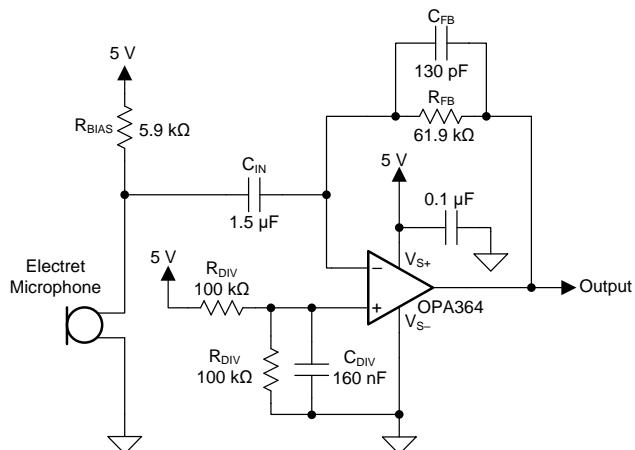 C_FB
130 pF
5 V
R_FB
61.9 kΩ
R_BIAS
5.9 kΩ
C_IN
1.5 µF
5 V
0.1 µF
Electret
Microphone
5 V
R_DIV
100 kΩ
−
+
V_S+
OPA364
V_S–
Output
R_DIV
100 kΩ
C_DIV
160 nF